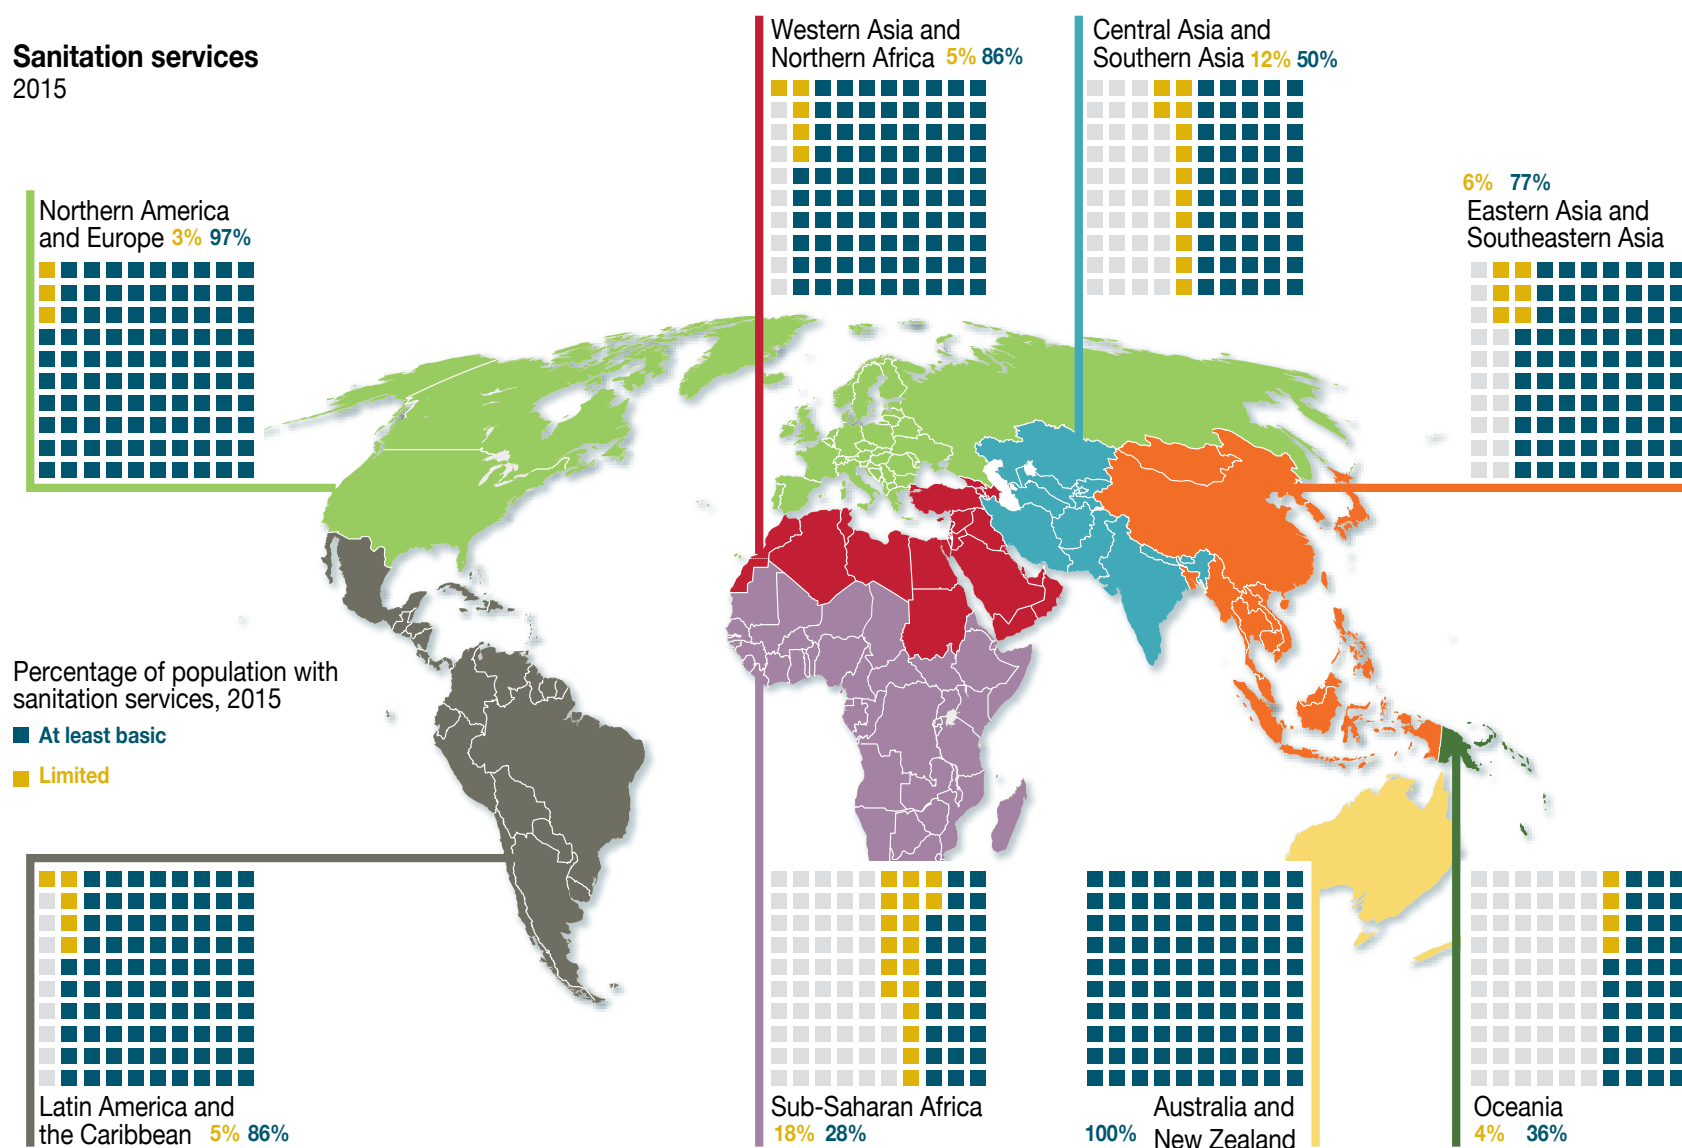 Sanitation services
2015
Western Asia and
Northern Africa 5% 86%
Central Asia and
Southern Asia 12% 50%
6% 77%
Eastern Asia and
Southeastern Asia
Northern America
and Europe 3% 97%
Percentage of population with
sanitation services, 2015
At least basic
Limited
Latin America and
the Caribbean 5% 86%
Sub-Saharan Africa
18% 28%
Australia and
100% New Zealand
Oceania
4% 36%